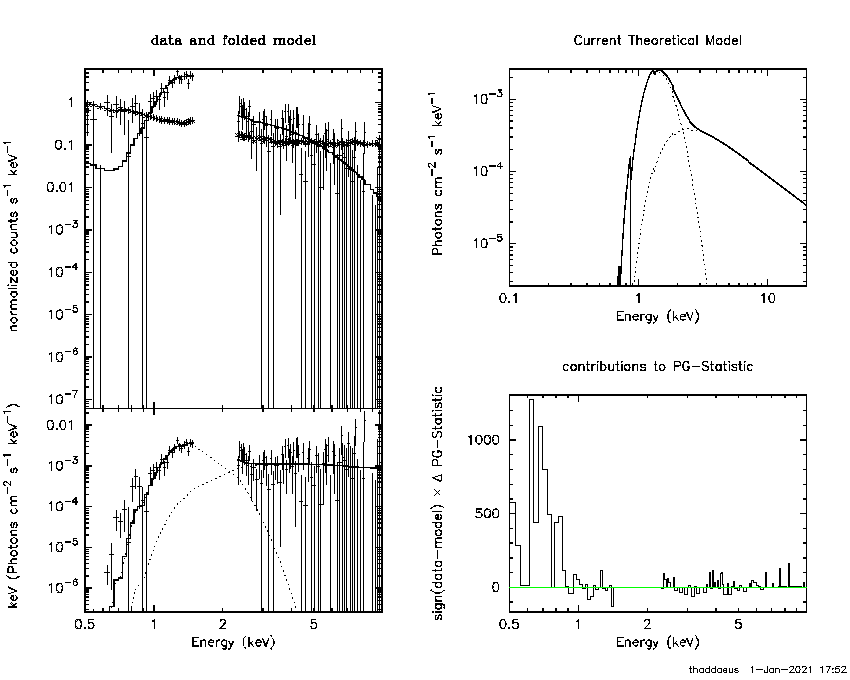 data and folded model
normalized counts s⁻¹ keV⁻¹
1
0.1
0.01
10⁻³
10⁻⁴
10⁻⁵
10⁻⁶
10⁻⁷
keV (Photons cm⁻² s⁻¹ keV⁻¹)
0.01
10⁻³
10⁻⁴
10⁻⁵
10⁻⁶
0.5 1 2 5
Energy (keV)
Current Theoretical Model
Photons cm⁻² s⁻¹ keV⁻¹
10⁻³
10⁻⁴
10⁻⁵
0.1 1 10
Energy (keV)
contributions to PG−Statistic
sign(data−model) × Δ PG−Statistic
1000
500
0
0.5 1 2 5
Energy (keV)
thaddaeus 1−Jan−2021 17:52